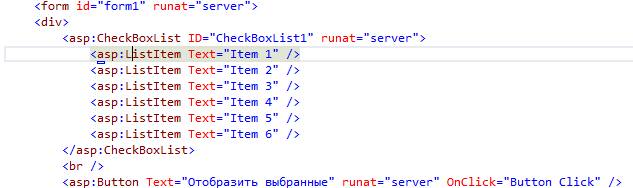 <form id="form1" runat="server">
<div>
<asp:CheckBoxList ID="CheckBoxList1" runat="server">
<asp:ListItem Text="Item 1" />
<asp:ListItem Text="Item 2" />
<asp:ListItem Text="Item 3" />
<asp:ListItem Text="Item 4" />
<asp:ListItem Text="Item 5" />
<asp:ListItem Text="Item 6" />
</asp:CheckBoxList>
<br />
<asp:Button Text="Отобразить выбранные" runat="server" OnClick="Button Click" />